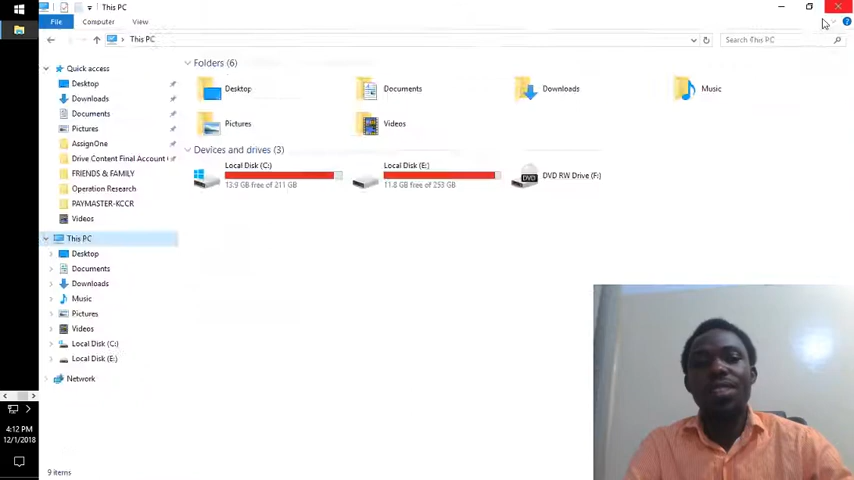 This PC
File
Computer
View
This PC
Search This PC
Quick access
Desktop
Downloads
Documents
Pictures
AssignOne
Drive Content Final Account
FRIENDS & FAMILY
Operation Research
PAYMASTER-KCCR
Videos
This PC
Desktop
Documents
Downloads
Music
Pictures
Videos
Local Disk (C:)
Local Disk (E:)
Network
Folders (6)
Desktop
Documents
Downloads
Music
Pictures
Videos
Devices and drives (3)
Local Disk (C:)
13.9 GB free of 211 GB
Local Disk (E:)
11.8 GB free of 253 GB
DVD
DVD RW Drive (F:)
4:12 PM
12/1/2018
9 items